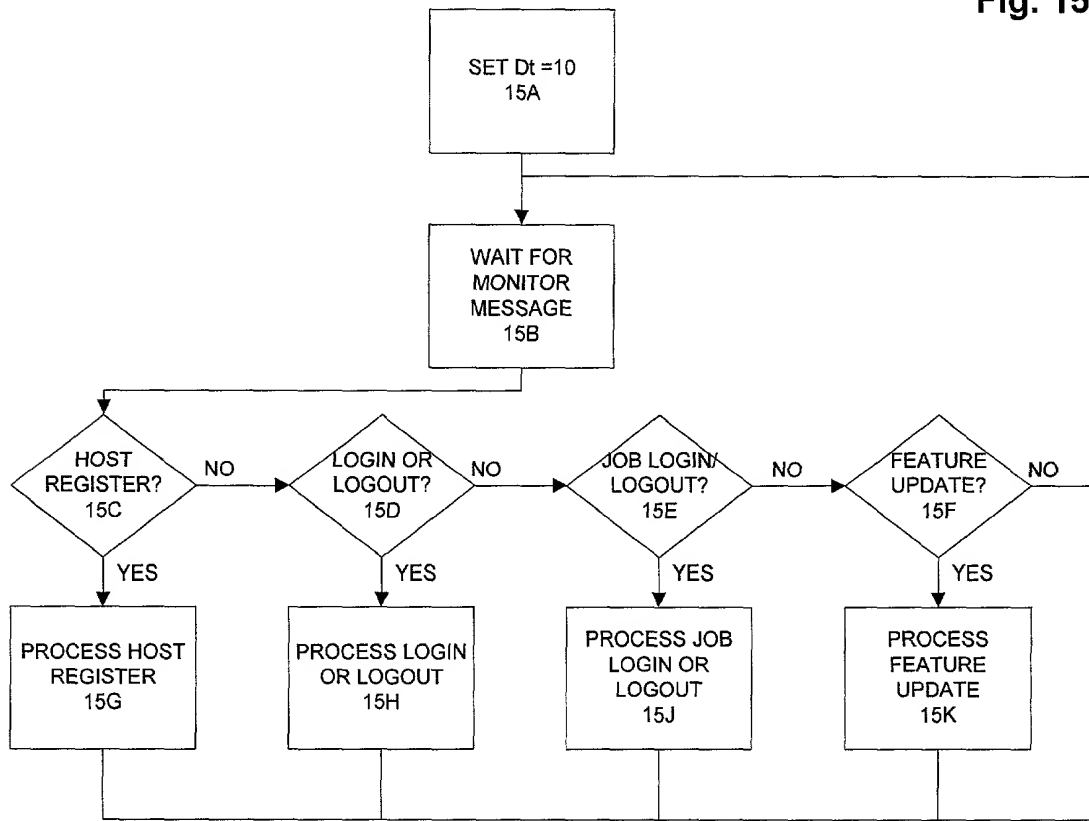 Fig. 15
SET Dt =10
15A
WAIT FOR
MONITOR
MESSAGE
15B
HOST
REGISTER?
15C
NO
YES
LOGIN OR
LOGOUT?
15D
NO
YES
JOB LOGIN/
LOGOUT?
15E
NO
YES
FEATURE
UPDATE?
15F
NO
YES
PROCESS HOST
REGISTER
15G
PROCESS LOGIN
OR LOGOUT
15H
PROCESS JOB
LOGIN OR
LOGOUT
15J
PROCESS
FEATURE
UPDATE
15K